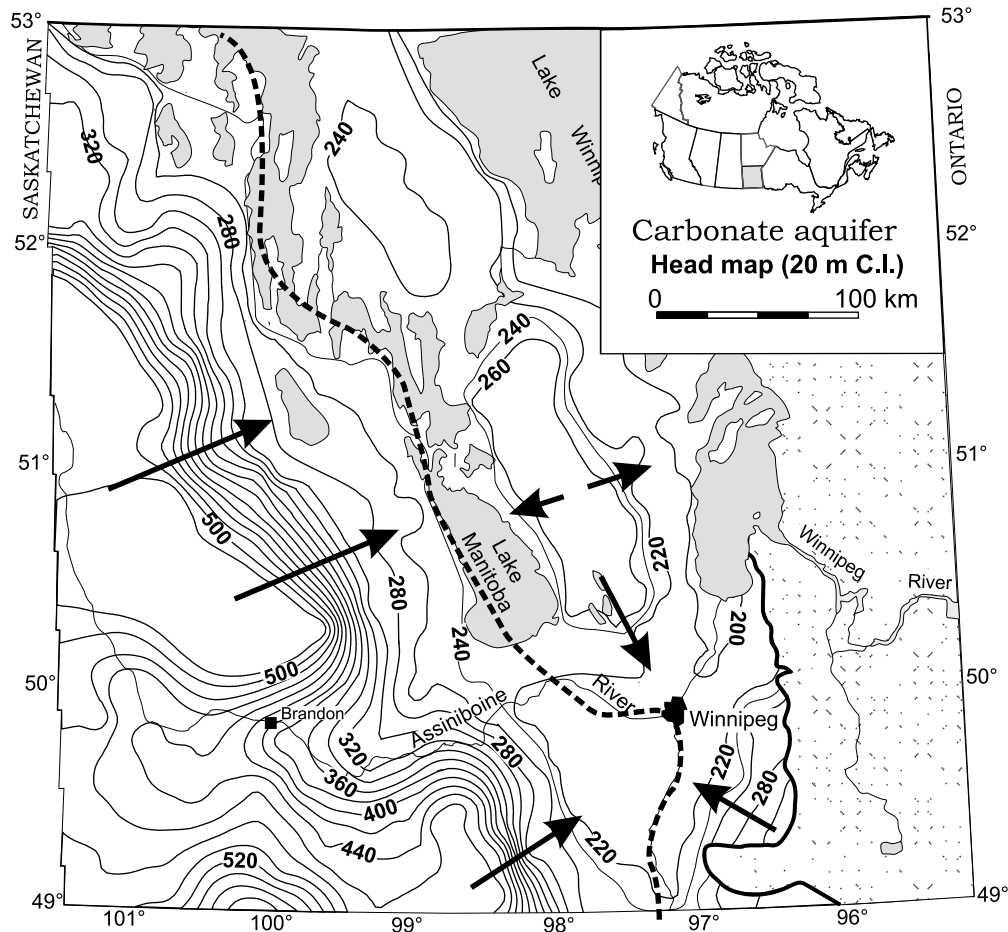 53°
53°
SASKATCHEWAN
ONTARIO
Lake
Winnip
320
240
280
52°
52°
Carbonate aquifer
Head map (20 m C.I.)
0 100 km
240
260
51°
51°
500
Lake
Manitoba
220
Winnipeg
River
280
240
200
50°
50°
500
River
Brandon
Assiniboine
Winnipeg
320
280
360
220
280
400
440
220
520
49°
49°
101° 100° 99° 98° 97° 96°